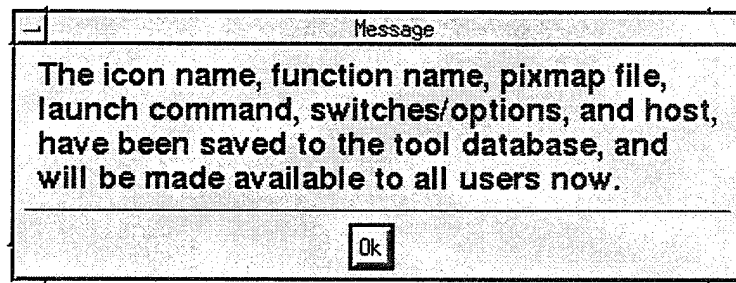 Message
The icon name, function name, pixmap file,
launch command, switches/options, and host,
have been saved to the tool database, and
will be made available to all users now.
Ok